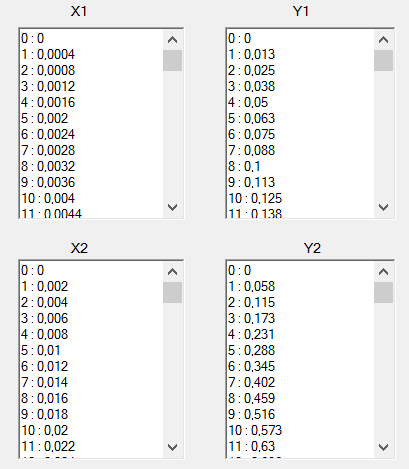 X1
0 : 0
1 : 0,0004
2 : 0,0008
3 : 0,0012
4 : 0,0016
5 : 0,002
6 : 0,0024
7 : 0,0028
8 : 0,0032
9 : 0,0036
10 : 0,004
11 : 0,0044
Y1
0 : 0
1 : 0,013
2 : 0,025
3 : 0,038
4 : 0,05
5 : 0,063
6 : 0,075
7 : 0,088
8 : 0,1
9 : 0,113
10 : 0,125
11 : 0,138
X2
0 : 0
1 : 0,002
2 : 0,004
3 : 0,006
4 : 0,008
5 : 0,01
6 : 0,012
7 : 0,014
8 : 0,016
9 : 0,018
10 : 0,02
11 : 0,022
Y2
0 : 0
1 : 0,058
2 : 0,115
3 : 0,173
4 : 0,231
5 : 0,288
6 : 0,345
7 : 0,402
8 : 0,459
9 : 0,516
10 : 0,573
11 : 0,63